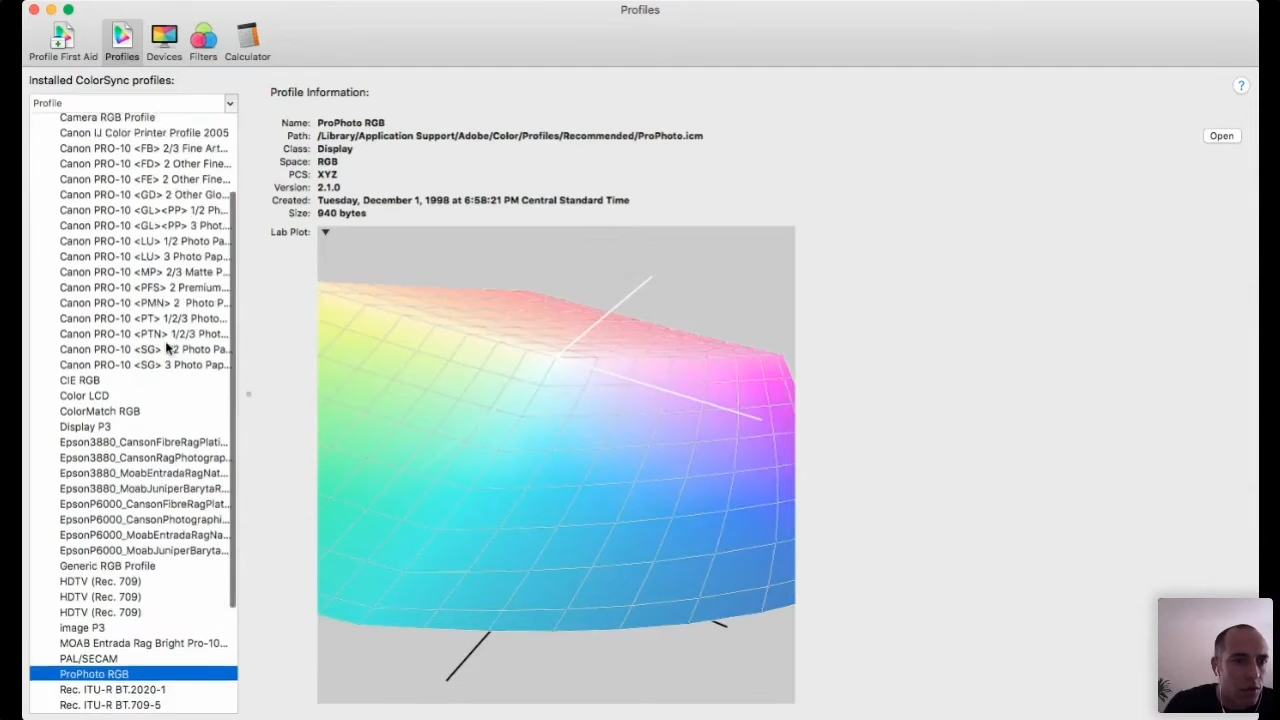 Profiles
Profile First Aid
Profiles
Devices
Filters
Calculator
Installed ColorSync profiles:
Profile
Camera RGB Profile
Canon IJ Color Printer Profile 2005
Canon PRO-10 <FB> 2/3 Fine Art...
Canon PRO-10 <FD> 2 Other Fine...
Canon PRO-10 <FE> 2 Other Fine...
Canon PRO-10 <GD> 2 Other Glo...
Canon PRO-10 <GL><PP> 1/2 Ph...
Canon PRO-10 <GL><PP> 3 Phot...
Canon PRO-10 <LU> 1/2 Photo Pa...
Canon PRO-10 <LU> 3 Photo Pap...
Canon PRO-10 <MP> 2/3 Matte P...
Canon PRO-10 <PFS> 2 Premium...
Canon PRO-10 <PMN> 2 Photo P...
Canon PRO-10 <PT> 1/2/3 Photo...
Canon PRO-10 <PTN> 1/2/3 Phot...
Canon PRO-10 <SG> 2 Photo Pa...
Canon PRO-10 <SG> 3 Photo Pap...
CIE RGB
Color LCD
ColorMatch RGB
Display P3
Epson3880_CansonFibreRagPlati...
Epson3880_CansonRagPhotograp...
Epson3880_MoabEntradaRagNat...
Epson3880_MoabJuniperBarytaR...
EpsonP6000_CansonFibreRagPlat...
EpsonP6000_CansonPhotographi...
EpsonP6000_MoabEntradaRagNa...
EpsonP6000_MoabJuniperBaryta...
Generic RGB Profile
HDTV (Rec. 709)
HDTV (Rec. 709)
HDTV (Rec. 709)
image P3
MOAB Entrada Rag Bright Pro-10...
PAL/SECAM
ProPhoto RGB
Rec. ITU-R BT.2020-1
Rec. ITU-R BT.709-5
Profile Information:
?
Name: ProPhoto RGB
Path: /Library/Application Support/Adobe/Color/Profiles/Recommended/ProPhoto.icm
Open
Class: Display
Space: RGB
PCS: XYZ
Version: 2.1.0
Created: Tuesday, December 1, 1998 at 6:58:21 PM Central Standard Time
Size: 940 bytes
Lab Plot: